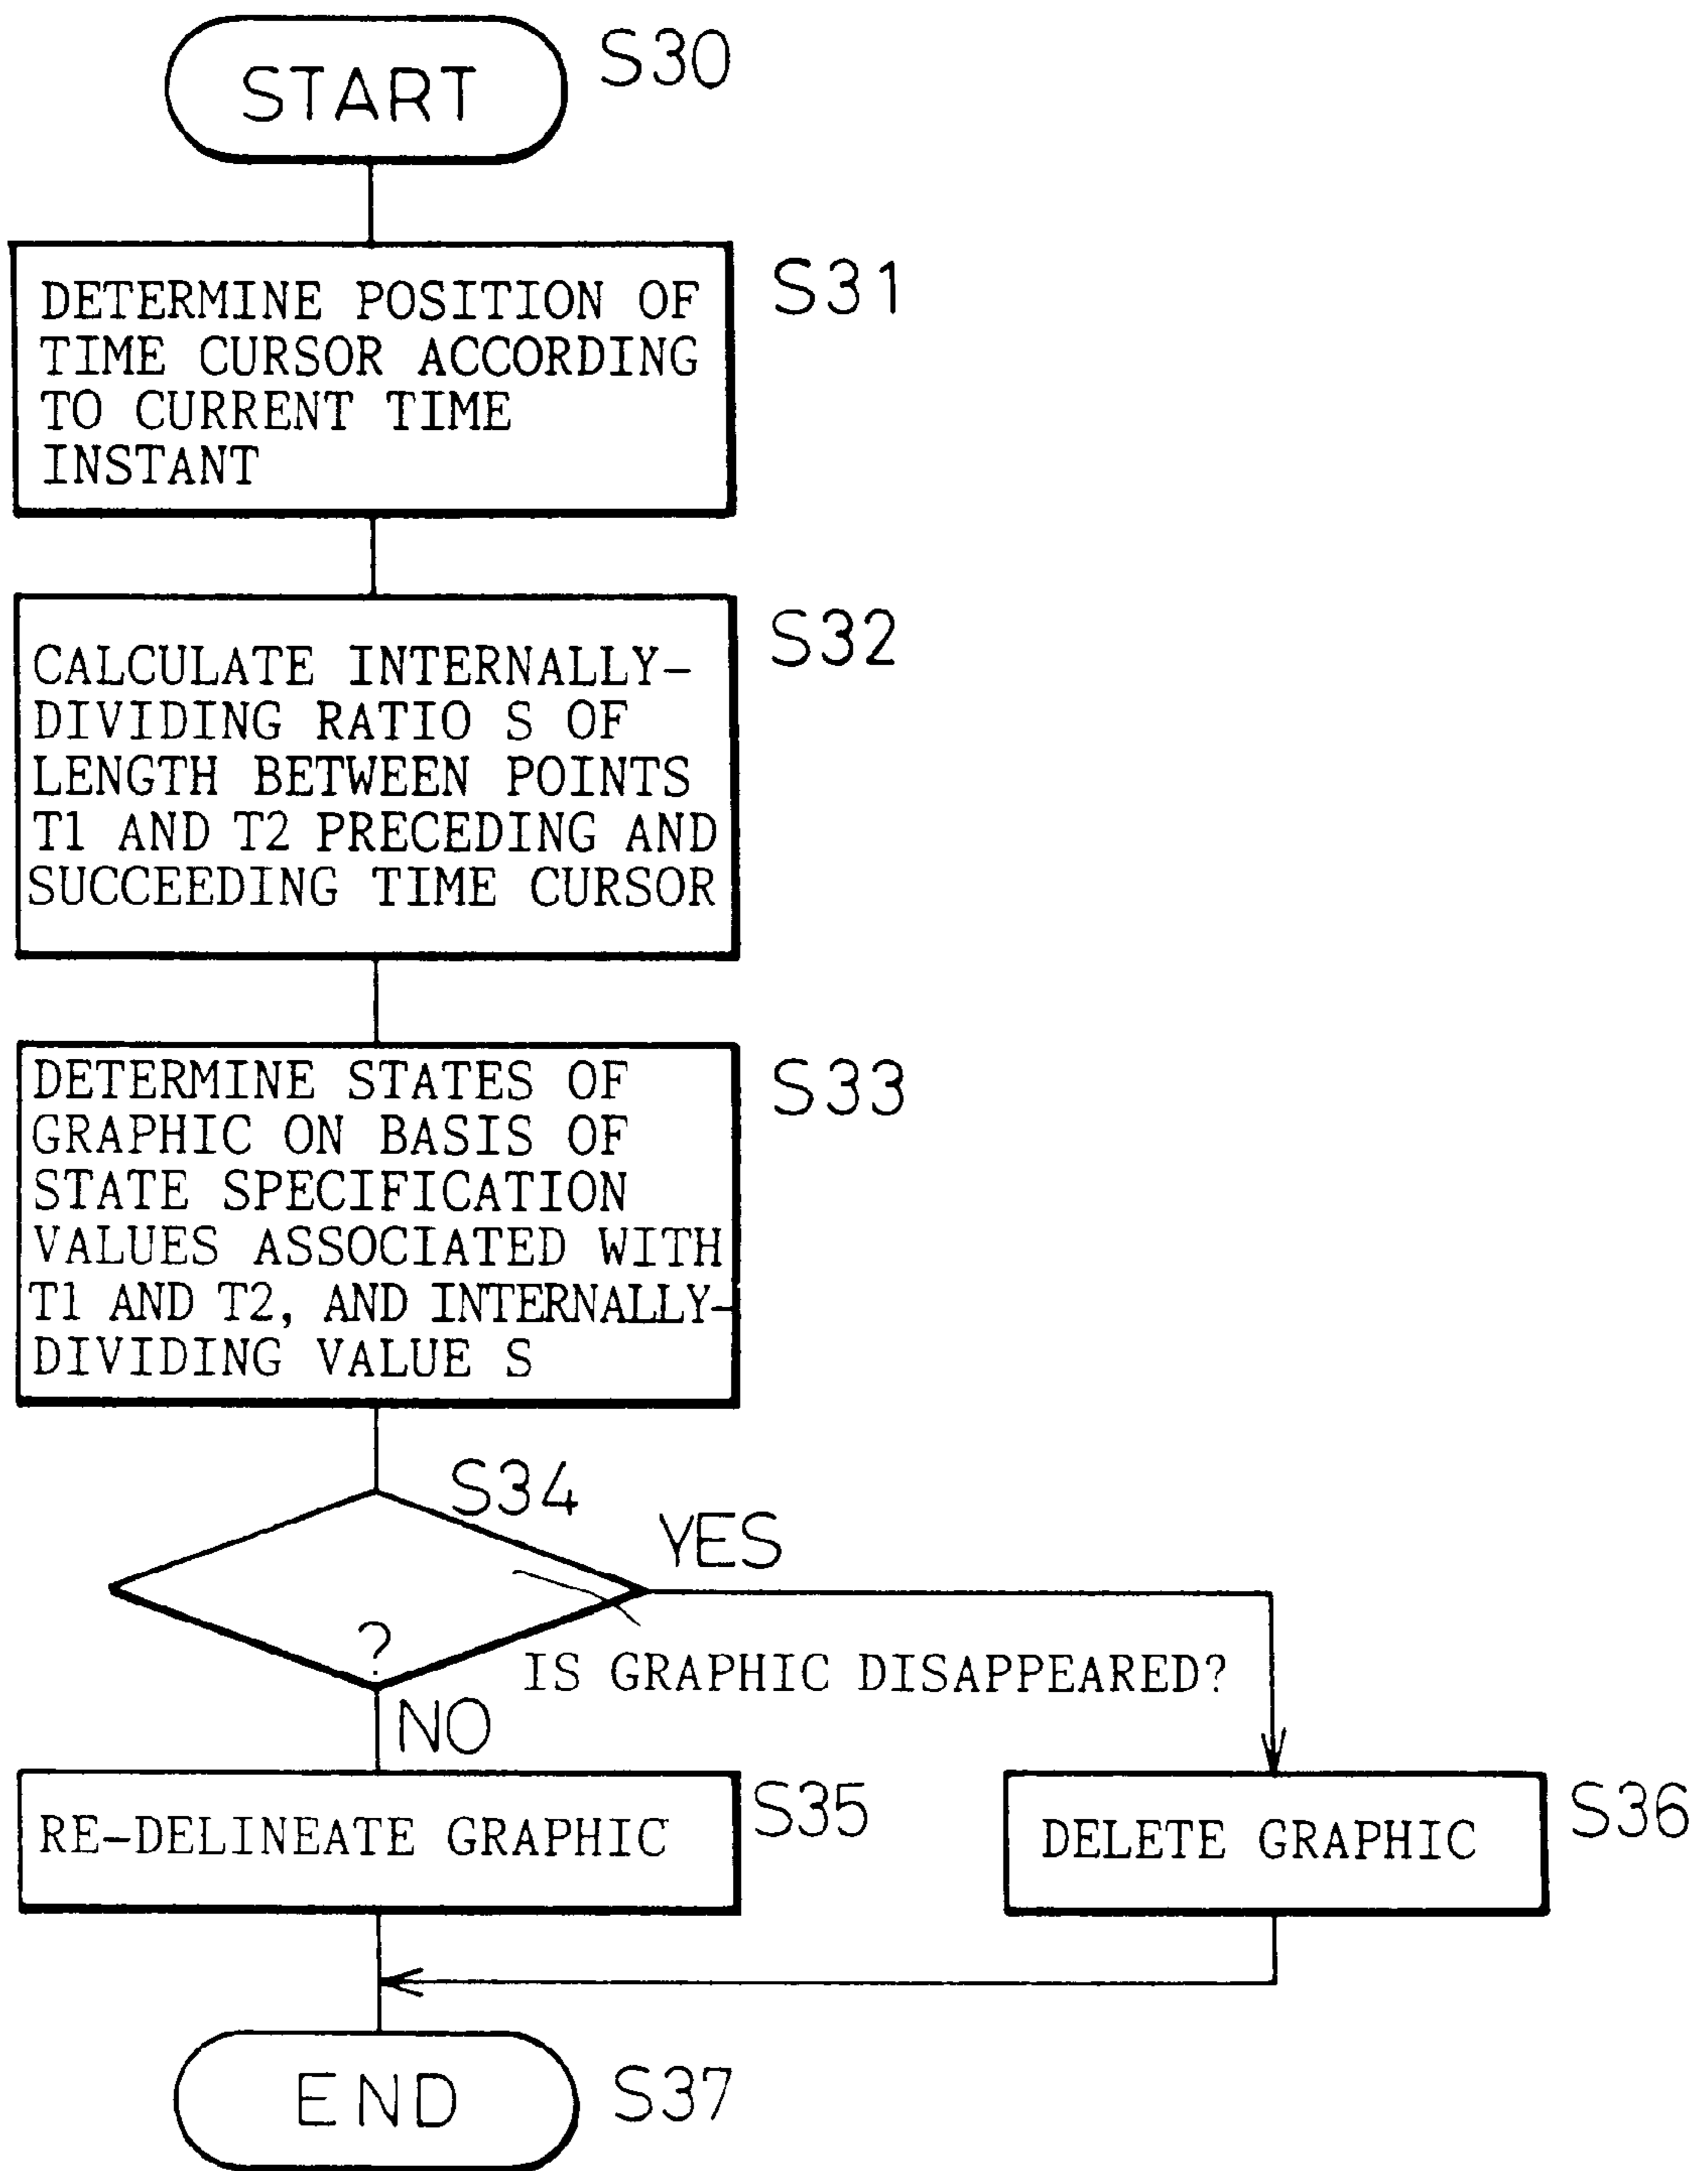 START
S30
DETERMINE POSITION OF
TIME CURSOR ACCORDING
TO CURRENT TIME
INSTANT
S31
CALCULATE INTERNALLY-
DIVIDING RATIO S OF
LENGTH BETWEEN POINTS
T1 AND T2 PRECEDING AND
SUCCEEDING TIME CURSOR
S32
DETERMINE STATES OF
GRAPHIC ON BASIS OF
STATE SPECIFICATION
VALUES ASSOCIATED WITH
T1 AND T2, AND INTERNALLY-
DIVIDING VALUE S
S33
S34
YES
?
IS GRAPHIC DISAPPEARED?
NO
RE-DELINEATE GRAPHIC
S35
DELETE GRAPHIC
S36
END
S37